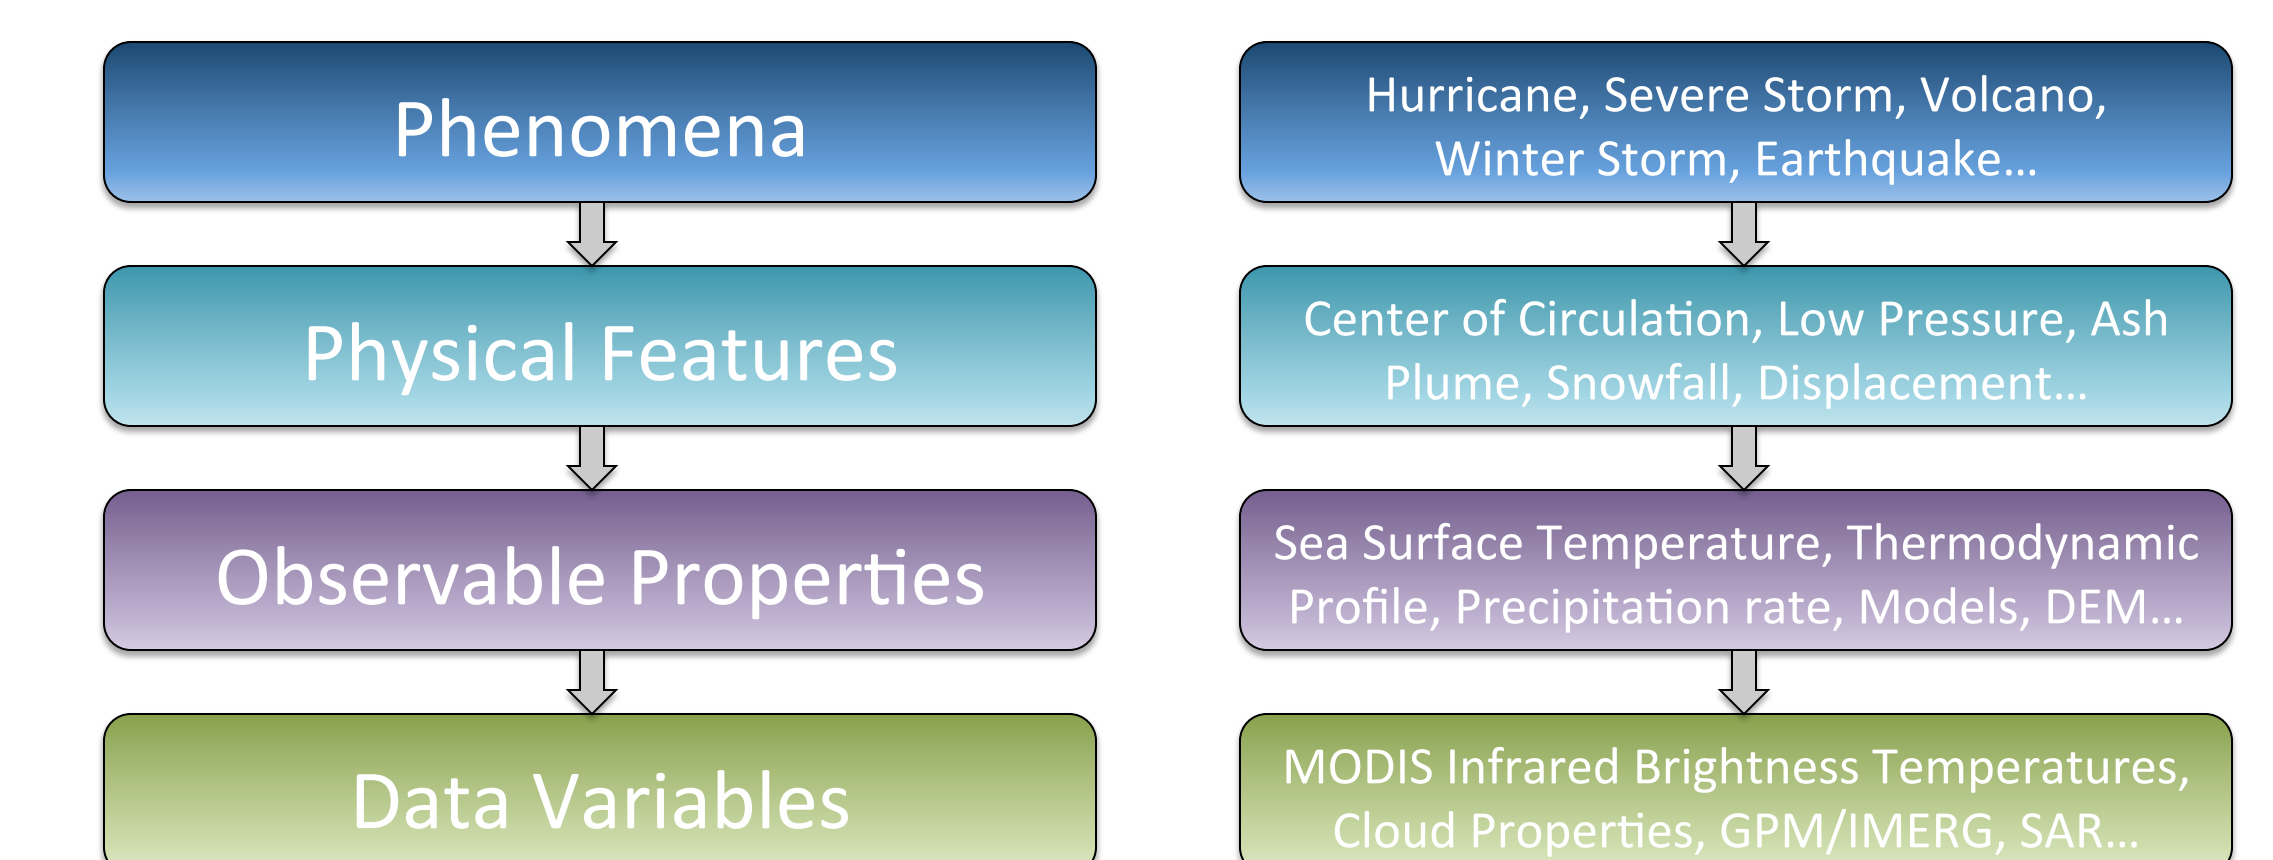 Phenomena
Hurricane, Severe Storm, Volcano,
Winter Storm, Earthquake...
Physical Features
Center of Circulation, Low Pressure, Ash
Plume, Snowfall, Displacement...
Observable Properties
Sea Surface Temperature, Thermodynamic
Profile, Precipitation rate, Models, DEM...
Data Variables
MODIS Infrared Brightness Temperatures,
Cloud Properties, GPM/IMERG, SAR...